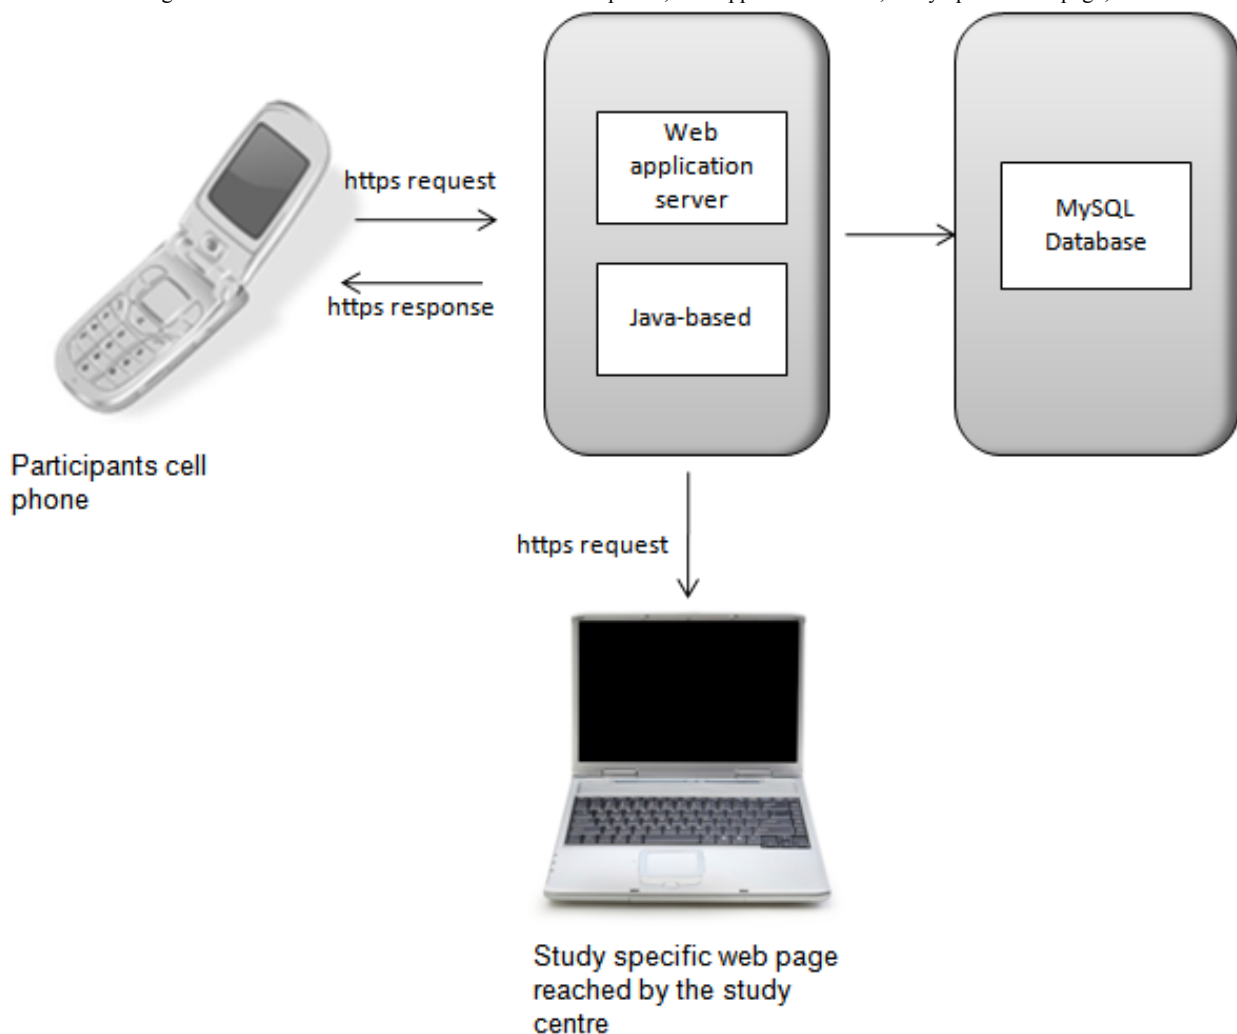 https request
https response
Participants cell
phone
Web
application
server
Java-based
MySQL
Database
https request
Study specific web page
reached by the study
centre